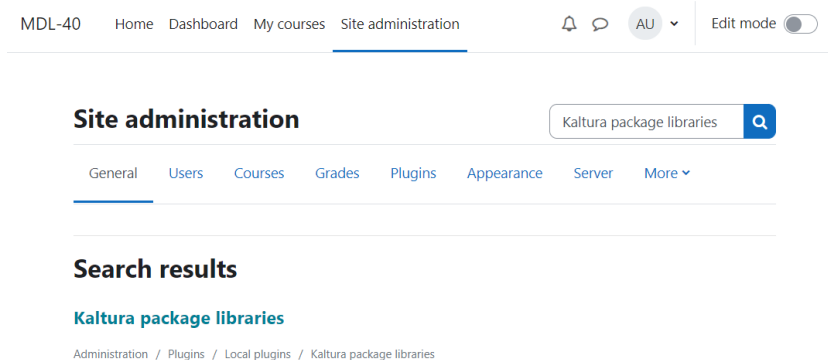 MDL-40 Home Dashboard My courses Site administration AU Edit mode
Site administration
Kaltura package libraries
General Users Courses Grades Plugins Appearance Server More
Search results
Kaltura package libraries
Administration / Plugins / Local plugins / Kaltura package libraries